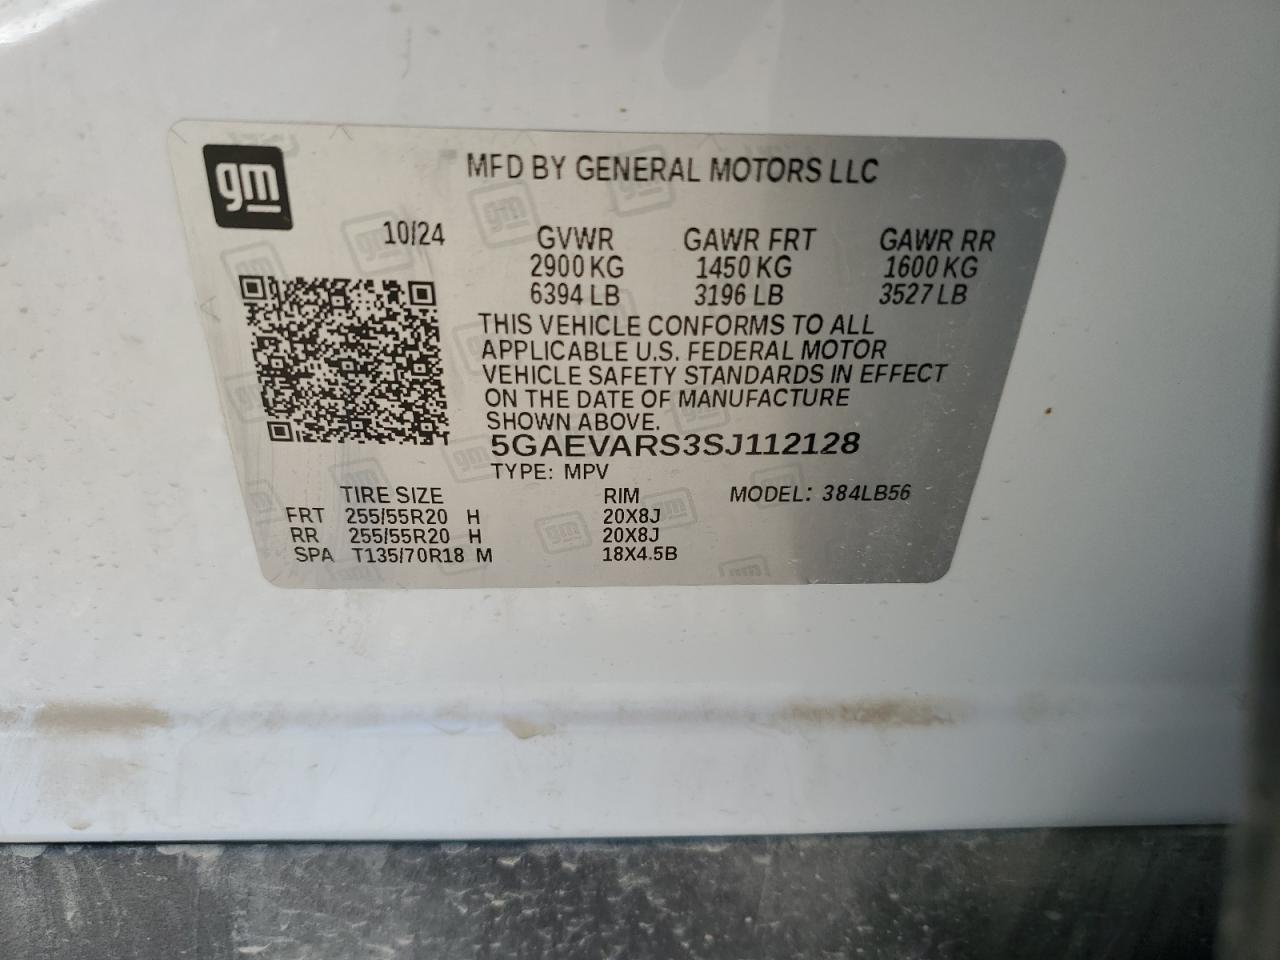 gm
MFD BY GENERAL MOTORS LLC
10/24 GVWR GAWR FRT GAWR RR
2900 KG 1450 KG 1600 KG
6394 LB 3196 LB 3527 LB
THIS VEHICLE CONFORMS TO ALL
APPLICABLE U.S. FEDERAL MOTOR
VEHICLE SAFETY STANDARDS IN EFFECT
ON THE DATE OF MANUFACTURE
SHOWN ABOVE.
5GAEVARS3SJ112128
TYPE: MPV
TIRE SIZE RIM MODEL: 384LB56
FRT 255/55R20 H 20X8J
RR 255/55R20 H 20X8J
SPA T135/70R18 M 18X4.5B